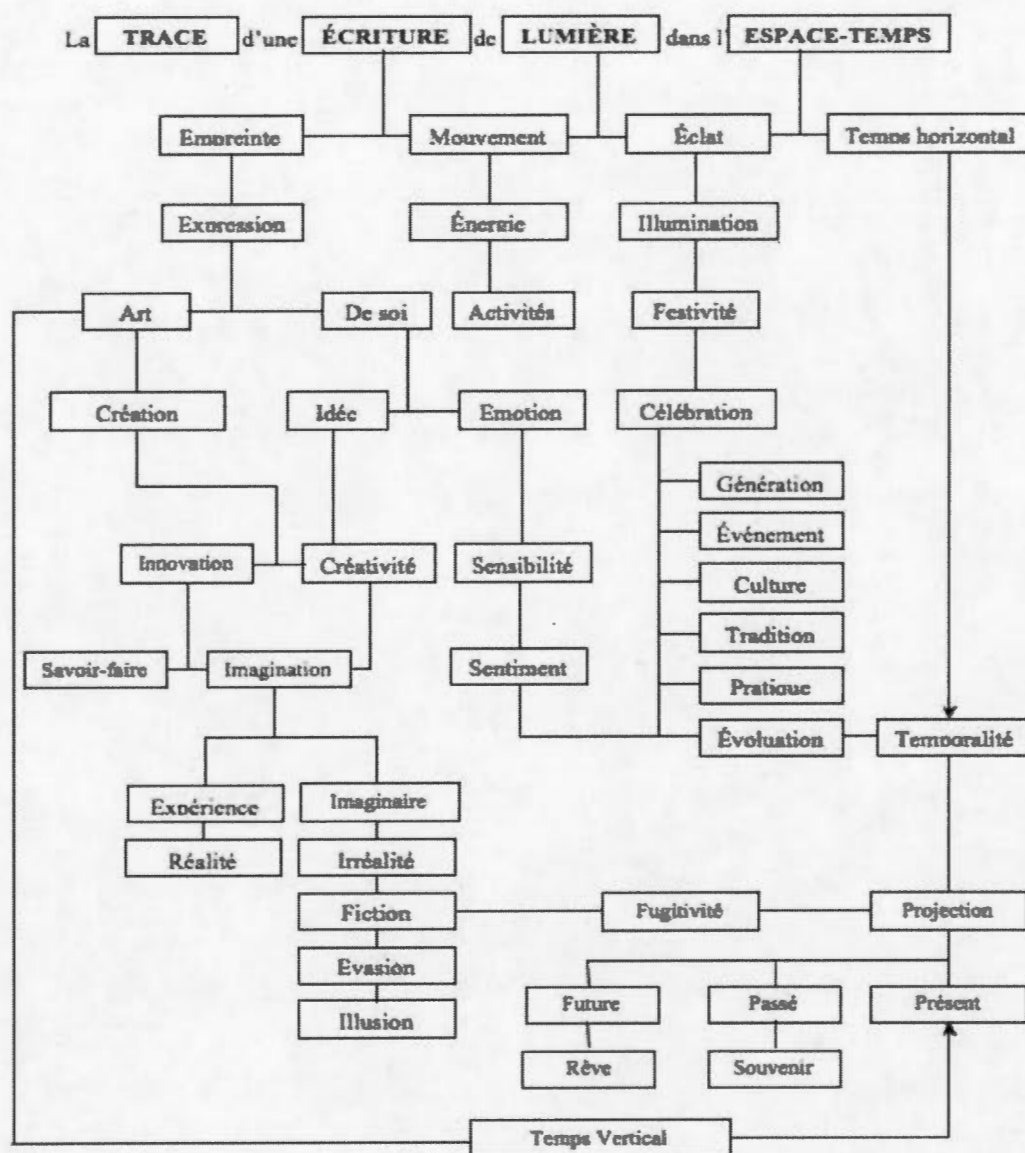 La TRACE d'une ÉCRITURE de LUMIÈRE dans l' ESPACE-TEMPS
Empreinte Mouvement Éclat Temps horizontal
Expression Énergie Illumination
Art De soi Activités Festivité
Création Idée Emotion Célébration
Génération
Événement
Innovation Créativité Sensibilité Culture
Tradition
Savoir-faire Imagination Sentiment Pratique
Évoluation Temporalité
Expérience Imaginaire
Réalité Irréalité
Fiction Fugitivité Projection
Evasion
Illusion Future Passé Présent
Rêve Souvenir
Temps Vertical